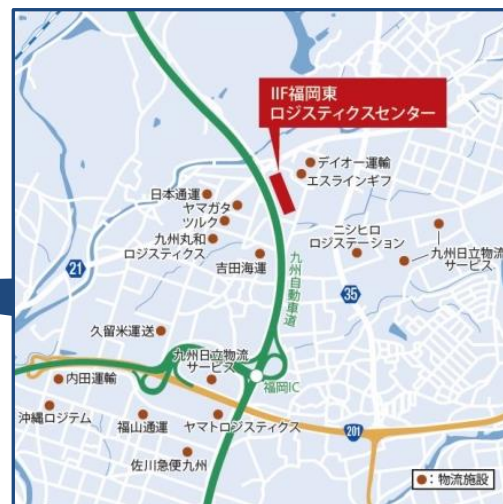 IIF福岡東
ロジスティクスセンター
デイオー運輸
エスラインギフ
日本通運
ヤマガタ
ツルク
九州丸和
ロジスティクス
吉田海運
ニシヒロ
ロジステーション
九州日立物流
サービス
21
九州自動車道
35
久留米運送
九州日立物流
サービス
内田運輸
福岡IC
沖縄ロジテム
福山通運
ヤマトロジスティクス
201
佐川急便九州
●：物流施設